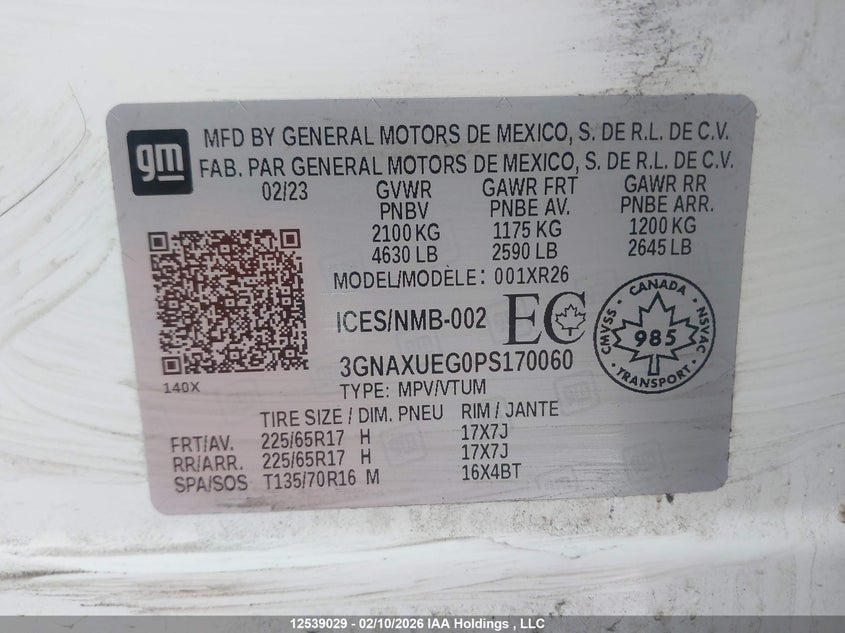 gm
MFD BY GENERAL MOTORS DE MEXICO, S. DE R.L. DE C.V.
FAB. PAR GENERAL MOTORS DE MEXICO, S. DE R.L. DE C.V.
02/23 GVWR GAWR FRT GAWR RR
PNBV PNBE AV. PNBE ARR.
2100 KG 1175 KG 1200 KG
4630 LB 2590 LB 2645 LB
MODEL/MODÈLE: 001XR26
ICES/NMB-002 EC
CANADA
CMVSS 985 NSVAC
TRANSPORT
3GNAXUEG0PS170060
140X
TYPE: MPV/VTUM
TIRE SIZE / DIM. PNEU RIM / JANTE
FRT/AV. 225/65R17 H 17X7J
RR/ARR. 225/65R17 H 17X7J
SPA/SOS T135/70R16 M 16X4BT
12539029 - 02/10/2026 IAA Holdings , LLC